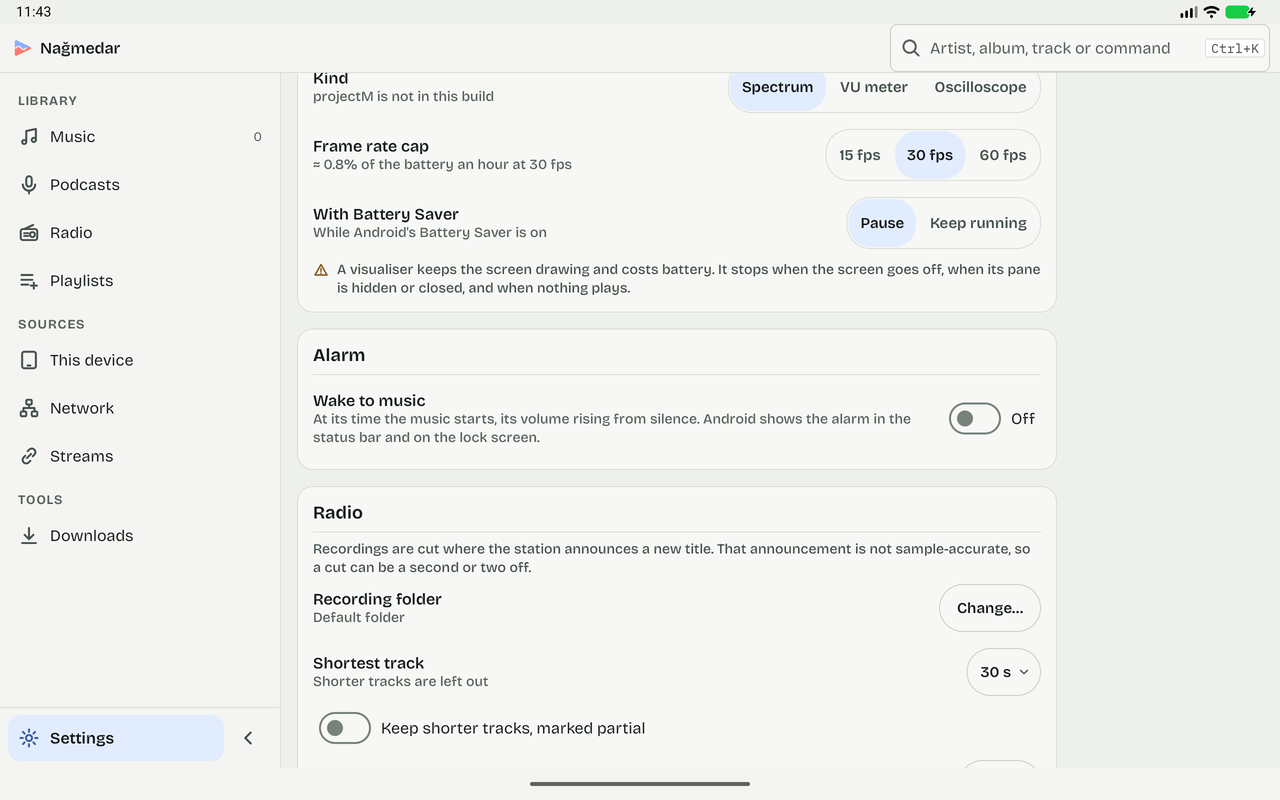 11:43
Nağmedar
Artist, album, track or command
Ctrl+K
LIBRARY
Music
0
Podcasts
Radio
Playlists
SOURCES
This device
Network
Streams
TOOLS
Downloads
Settings
Kind
projectM is not in this build
Spectrum
VU meter
Oscilloscope
Frame rate cap
≈ 0.8% of the battery an hour at 30 fps
15 fps
30 fps
60 fps
With Battery Saver
While Android's Battery Saver is on
Pause
Keep running
A visualiser keeps the screen drawing and costs battery. It stops when the screen goes off, when its pane
is hidden or closed, and when nothing plays.
Alarm
Wake to music
At its time the music starts, its volume rising from silence. Android shows the alarm in the
status bar and on the lock screen.
Off
Radio
Recordings are cut where the station announces a new title. That announcement is not sample-accurate, so
a cut can be a second or two off.
Recording folder
Default folder
Change...
Shortest track
Shorter tracks are left out
30 s
Keep shorter tracks, marked partial